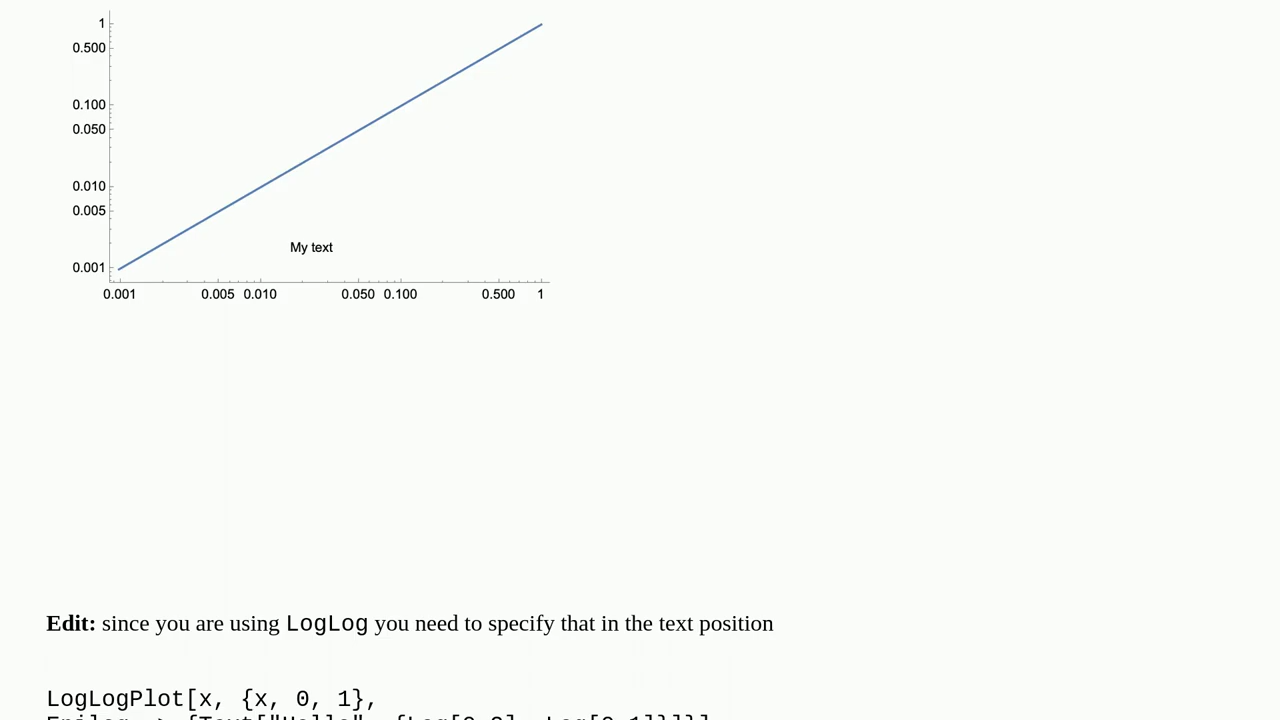 1
0.500
0.100
0.050
0.010
0.005
My text
0.001
0.001 0.005 0.010 0.050 0.100 0.500 1
Edit: since you are using LogLog you need to specify that in the text position
LogLogPlot[x, {x, 0, 1},